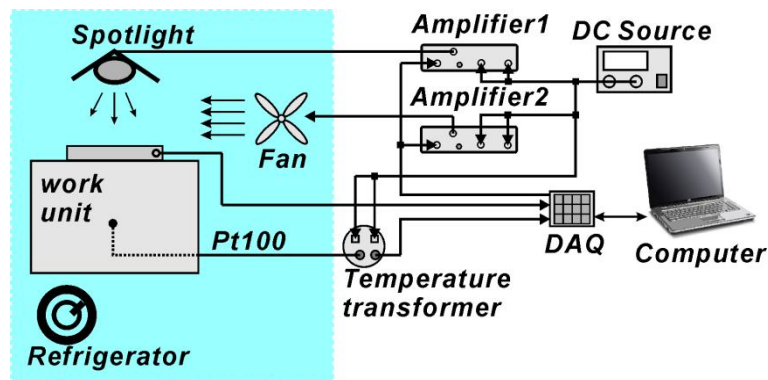 Spotlight
Amplifier1
DC Source
Amplifier2
Fan
work
unit
Pt100
DAQ
Computer
Temperature
transformer
Refrigerator